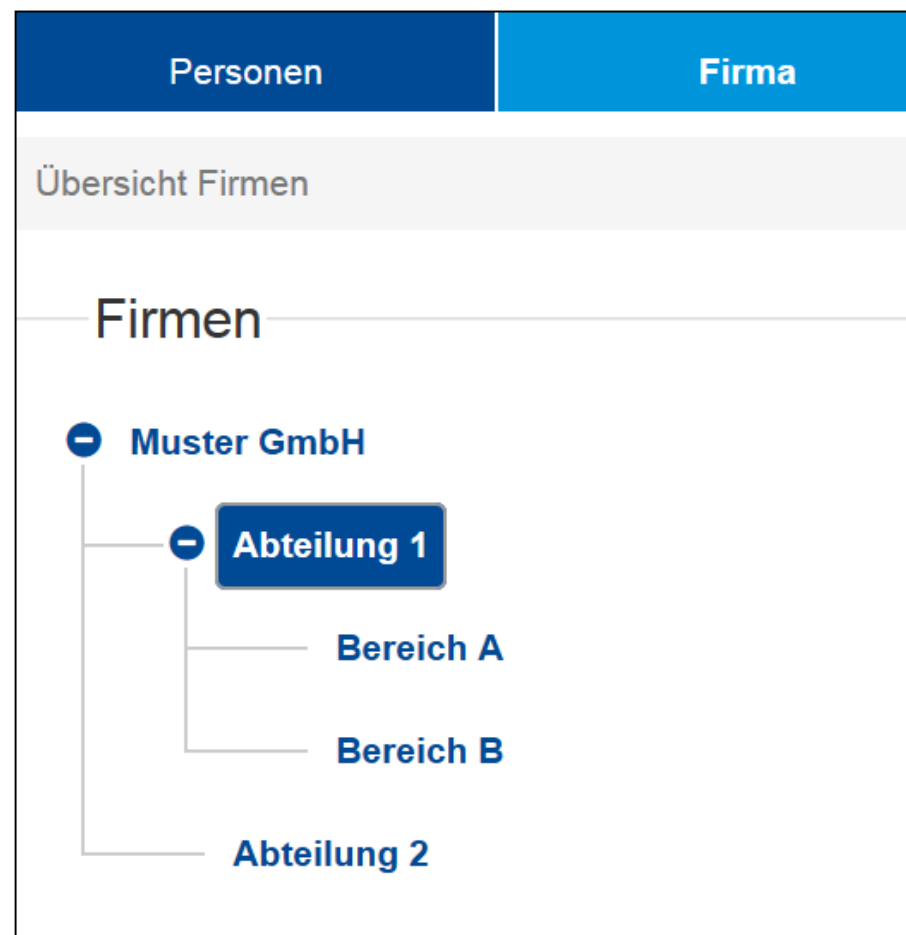 Personen Firma
Übersicht Firmen
Firmen
Muster GmbH
Abteilung 1
Bereich A
Bereich B
Abteilung 2